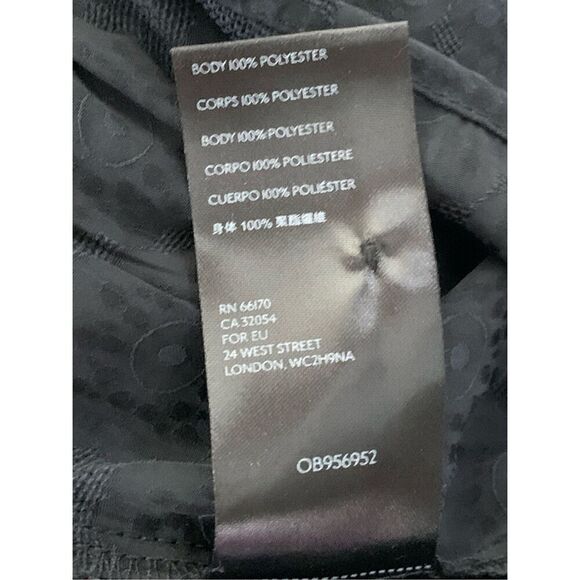 BODY 100% POLYESTER
CORPS 100% POLYESTER
BODY 100% POLYESTER
CORPO 100% POLIESTERE
CUERPO 100% POLIÉSTER
身体 100% 聚酯纖維
RN 66170
CA 32054
FOR EU
24 WEST STREET
LONDON, WC2H9NA
OB956952